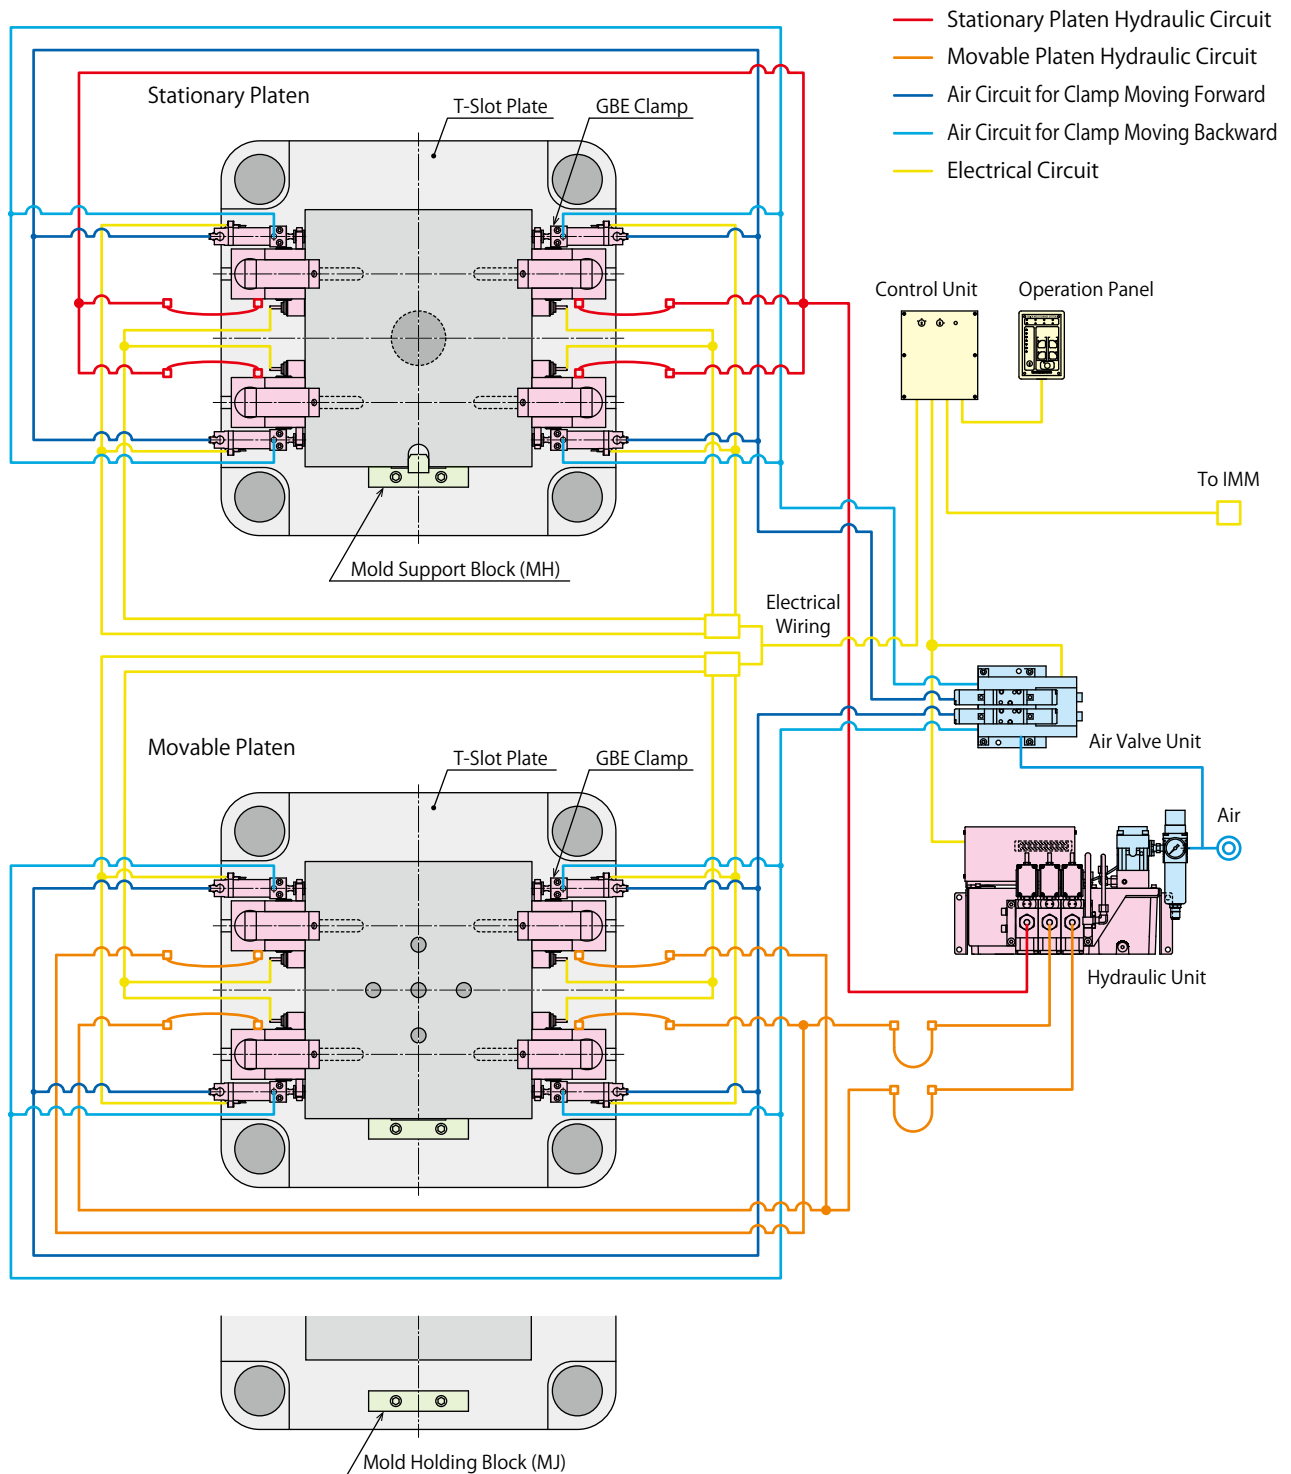 Stationary Platen Hydraulic Circuit
Movable Platen Hydraulic Circuit
Air Circuit for Clamp Moving Forward
Air Circuit for Clamp Moving Backward
Electrical Circuit
Stationary Platen
T-Slot Plate
GBE Clamp
Control Unit
Operation Panel
To IMM
Mold Support Block (MH)
Electrical
Wiring
Movable Platen
T-Slot Plate
GBE Clamp
Air Valve Unit
Air
Hydraulic Unit
Mold Holding Block (MJ)